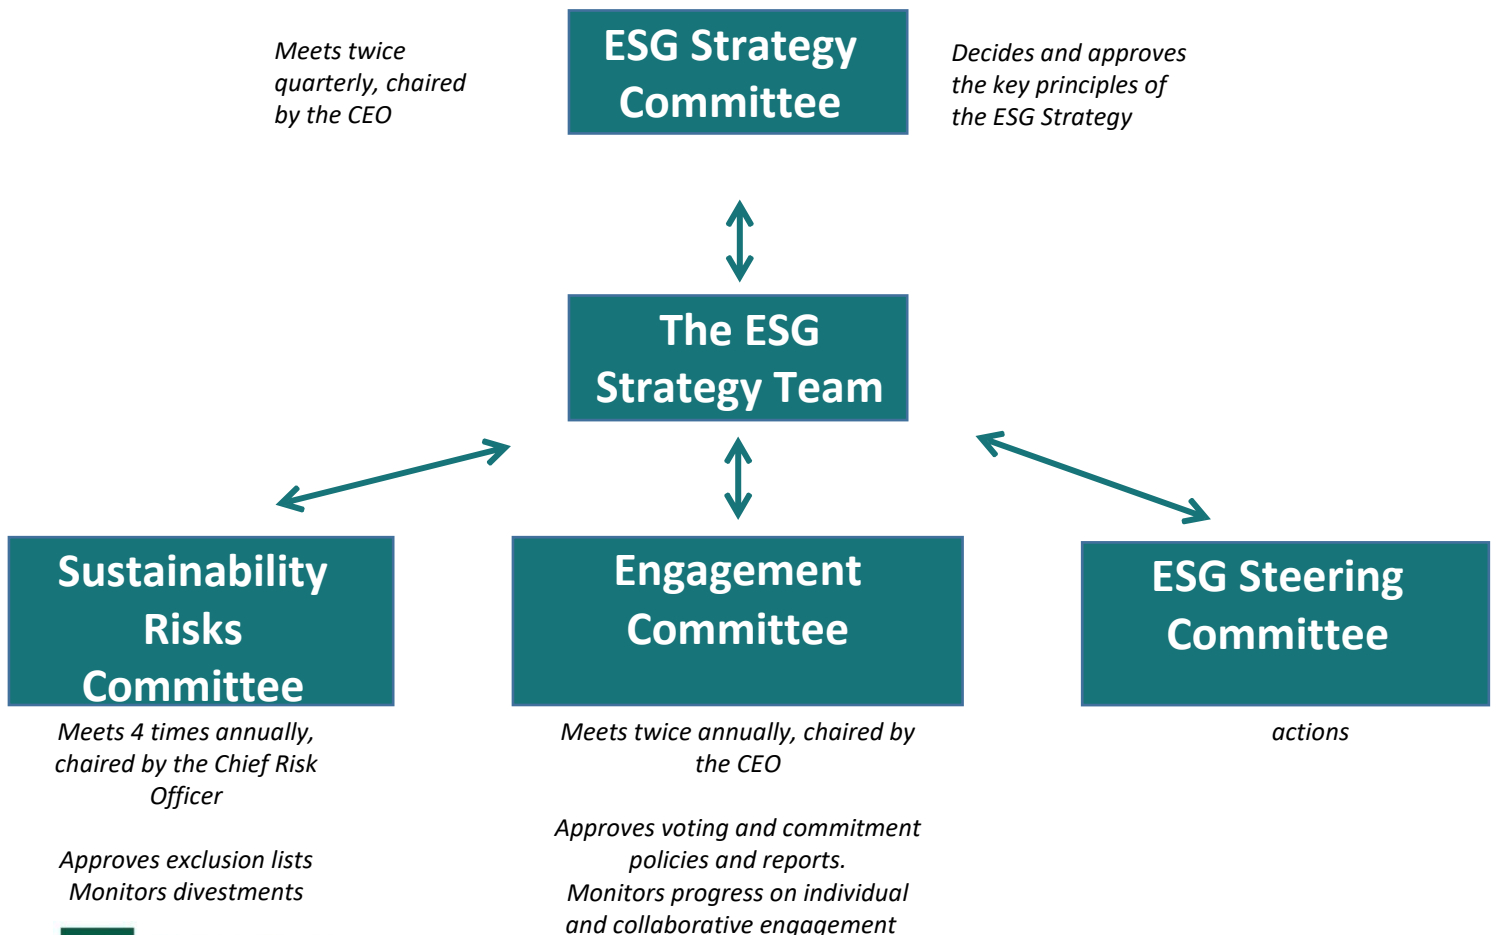 Meets twice
quarterly, chaired
by the CEO
ESG Strategy
Committee
Decides and approves
the key principles of
the ESG Strategy
The ESG
Strategy Team
Sustainability
Risks
Committee
Meets 4 times annually,
chaired by the Chief Risk
Officer
Approves exclusion lists
Monitors divestments
Engagement
Committee
Meets twice annually, chaired by
the CEO
Approves voting and commitment
policies and reports.
Monitors progress on individual
and collaborative engagement
ESG Steering
Committee
actions